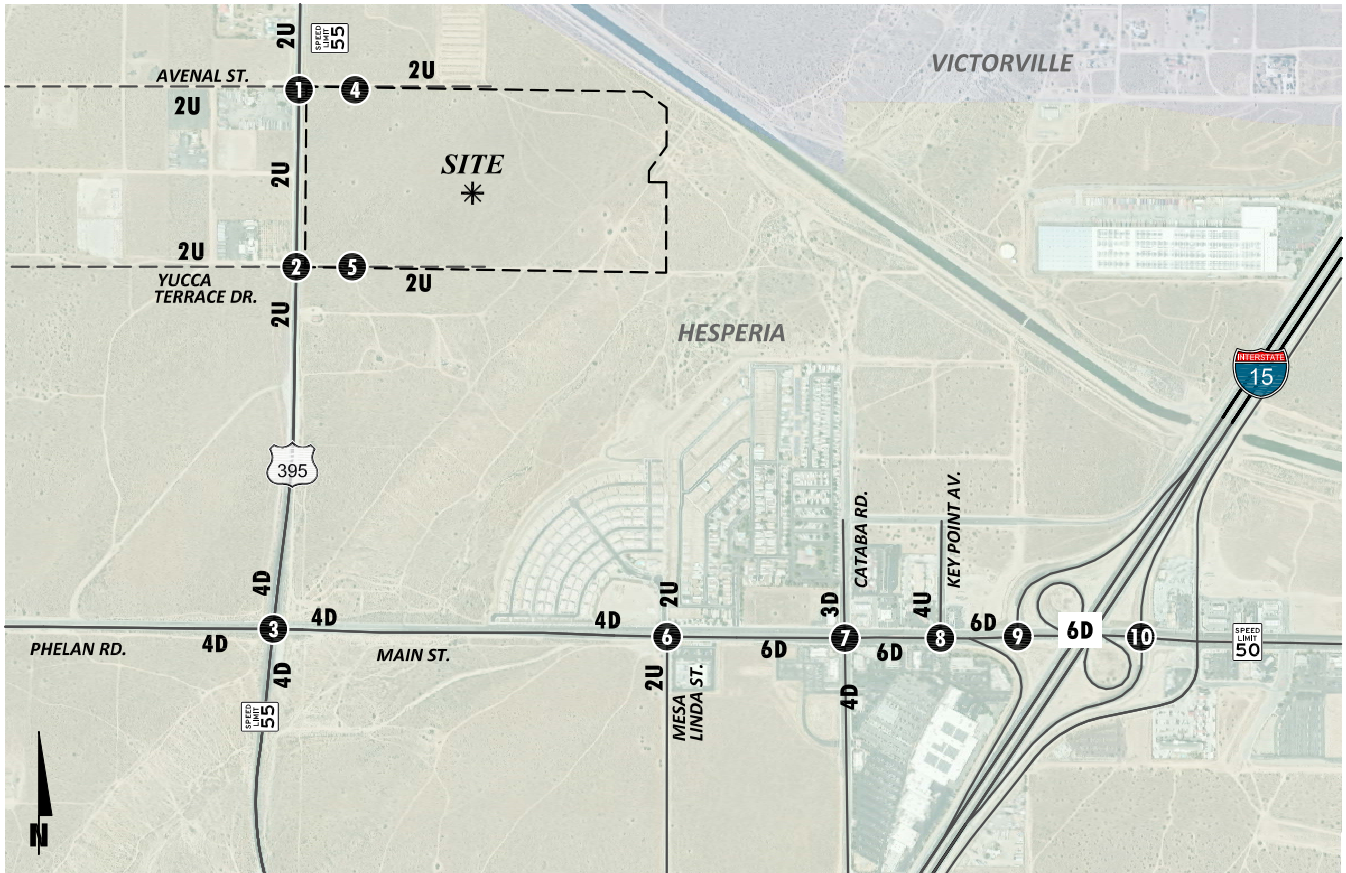 2U
SPEED
LIMIT
55
VICTORVILLE
AVENAL ST.
2U
1
4
2U
2U
SITE
2U
2
5
2U
YUCCA
TERRACE DR.
2U
HESPERIA
INTERSTATE
15
395
CATABA RD.
KEY POINT AV.
4D
4D
4D
2U
3D
4U
6D
3
6
7
8
9
6D
10
SPEED
LIMIT
50
PHELAN RD.
4D
MAIN ST.
6D
6D
4D
2U
MESA
LINDA ST.
4D
SPEED
LIMIT
55
N